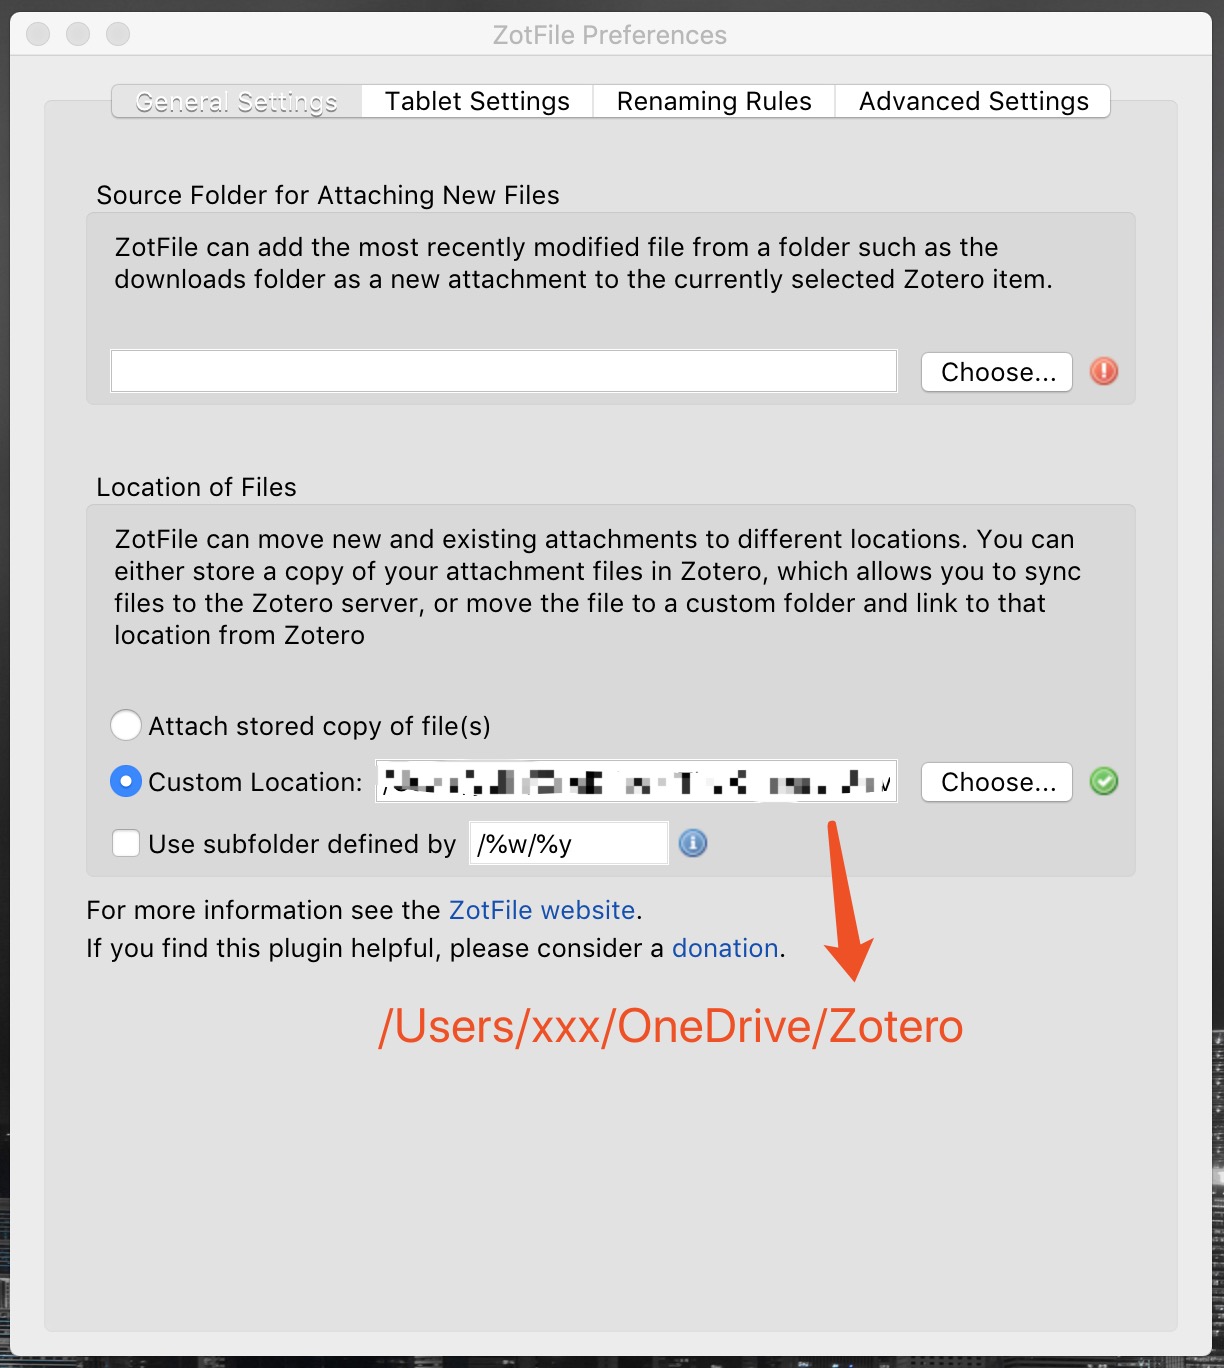 ZotFile Preferences
General Settings
Tablet Settings
Renaming Rules
Advanced Settings
Source Folder for Attaching New Files
ZotFile can add the most recently modified file from a folder such as the
downloads folder as a new attachment to the currently selected Zotero item.
Choose...
Location of Files
ZotFile can move new and existing attachments to different locations. You can
either store a copy of your attachment files in Zotero, which allows you to sync
files to the Zotero server, or move the file to a custom folder and link to that
location from Zotero
Attach stored copy of file(s)
Custom Location:
Choose...
Use subfolder defined by
/%w/%y
For more information see the ZotFile website.
If you find this plugin helpful, please consider a donation.
/Users/xxx/OneDrive/Zotero